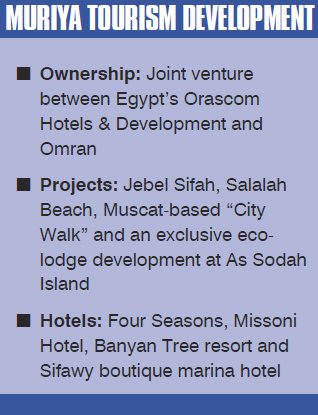 MURIYA TOURISM DEVELOPMENT
■ Ownership: Joint venture
between Egypt's Orascom
Hotels & Development and
Omran
■ Projects: Jebel Sifah, Salalah
Beach, Muscat-based “City
Walk” and an exclusive eco-
lodge development at As Sodah
Island
■ Hotels: Four Seasons, Missoni
Hotel, Banyan Tree resort and
Sifawy boutique marina hotel